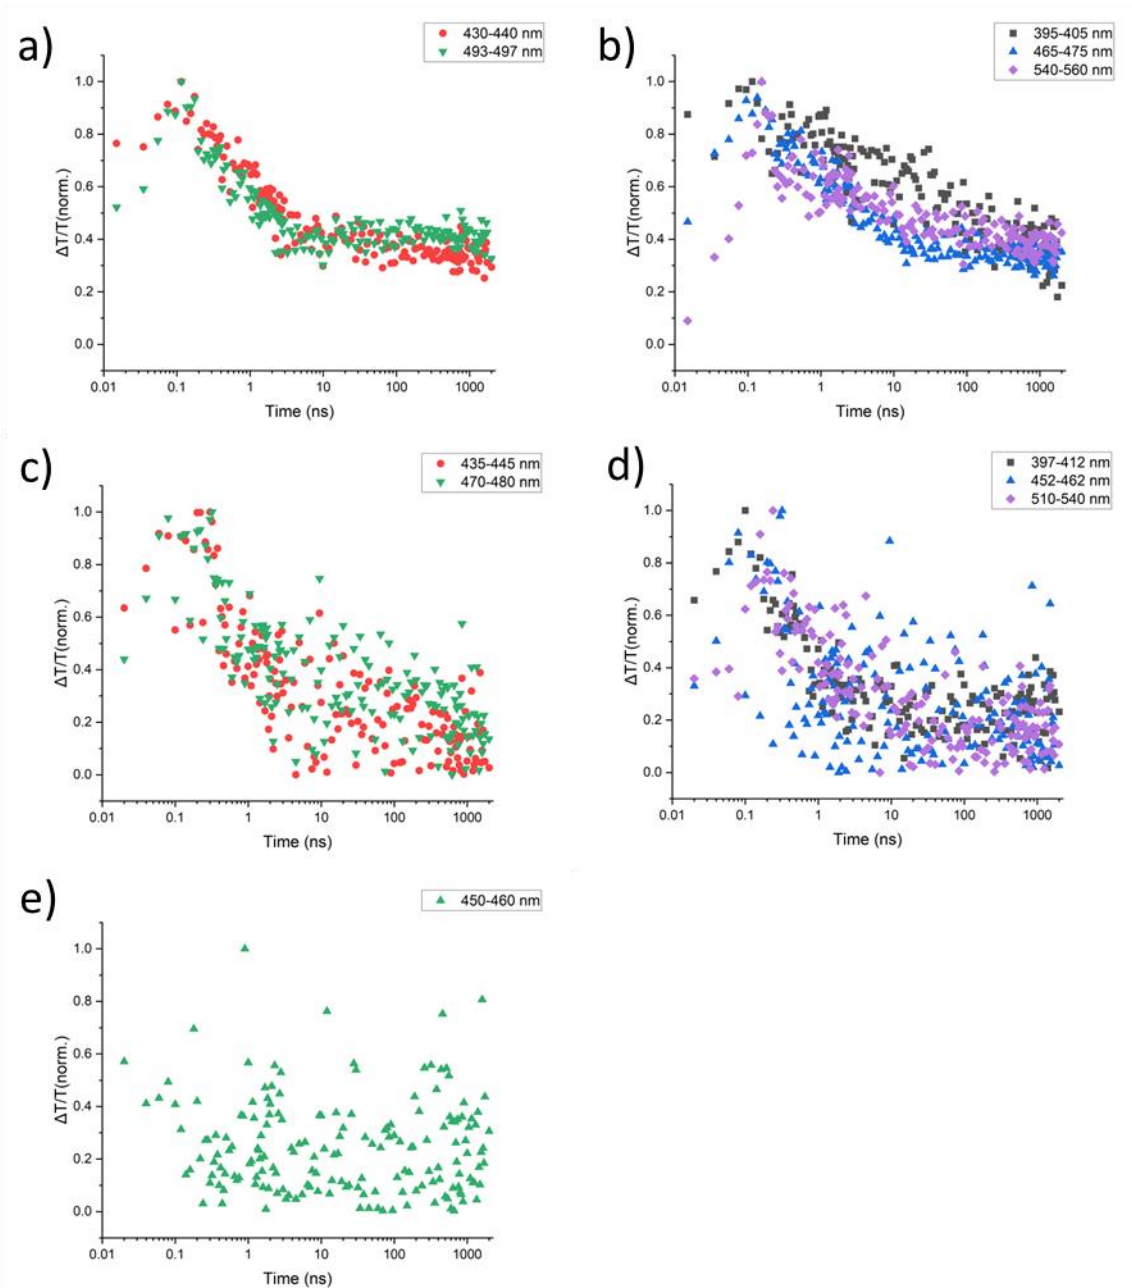 a)
430-440 nm
493-497 nm
ΔT/T(norm.)
1.0
0.8
0.6
0.4
0.2
0.0
0.01 0.1 1 10 100 1000
Time (ns)
b)
395-405 nm
465-475 nm
540-560 nm
ΔT/T(norm.)
1.0
0.8
0.6
0.4
0.2
0.0
0.01 0.1 1 10 100 1000
Time (ns)
c)
435-445 nm
470-480 nm
ΔT/T(norm.)
1.0
0.8
0.6
0.4
0.2
0.0
0.01 0.1 1 10 100 1000
Time (ns)
d)
397-412 nm
452-462 nm
510-540 nm
ΔT/T(norm.)
1.0
0.8
0.6
0.4
0.2
0.0
0.01 0.1 1 10 100 1000
Time (ns)
e)
450-460 nm
ΔT/T(norm.)
1.0
0.8
0.6
0.4
0.2
0.0
0.01 0.1 1 10 100 1000
Time (ns)